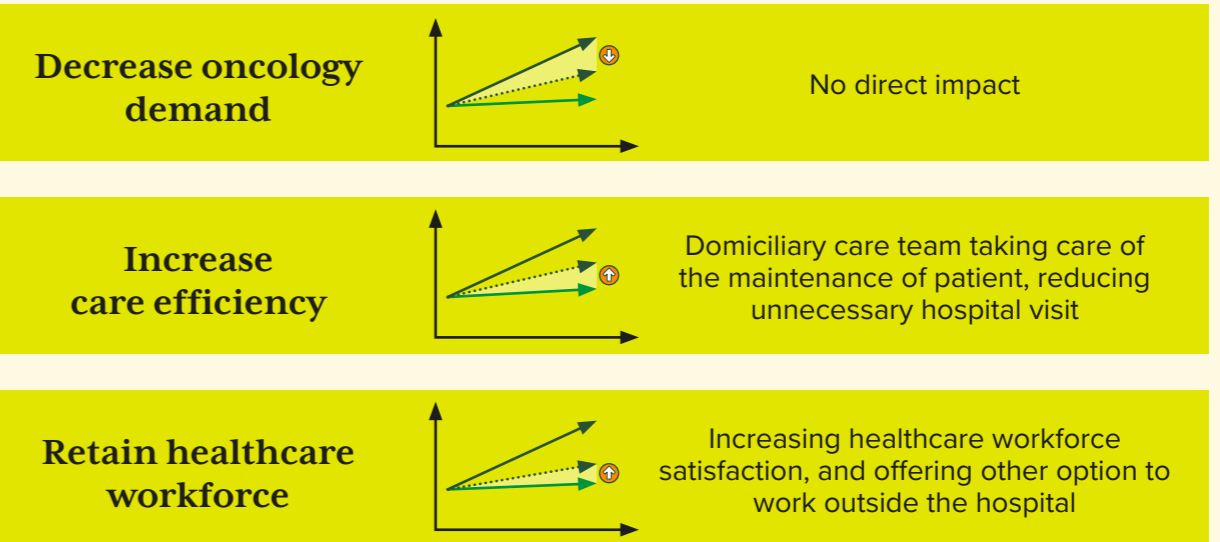 Decrease oncology
demand
No direct impact
Increase
care efficiency
Domiciliary care team taking care of
the maintenance of patient, reducing
unnecessary hospital visit
Retain healthcare
workforce
Increasing healthcare workforce
satisfaction, and offering other option to
work outside the hospital